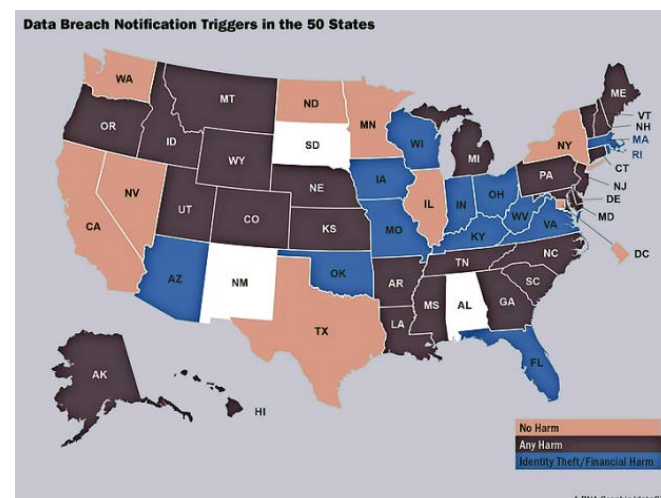 Data Breach Notification Triggers in the 50 States
WA
MT
ND
MN
ME
OR
ID
SD
WI
VT
NH
MA
RI
NY
MI
CT
WY
IA
NE
PA
NJ
NV
UT
IL
IN
OH
DE
MD
CA
CO
KS
MO
WV
VA
KY
DC
AZ
NM
OK
AR
TN
NC
SC
TX
MS
AL
GA
LA
FL
AK
HI
No Harm
Any Harm
Identity Theft/Financial Harm